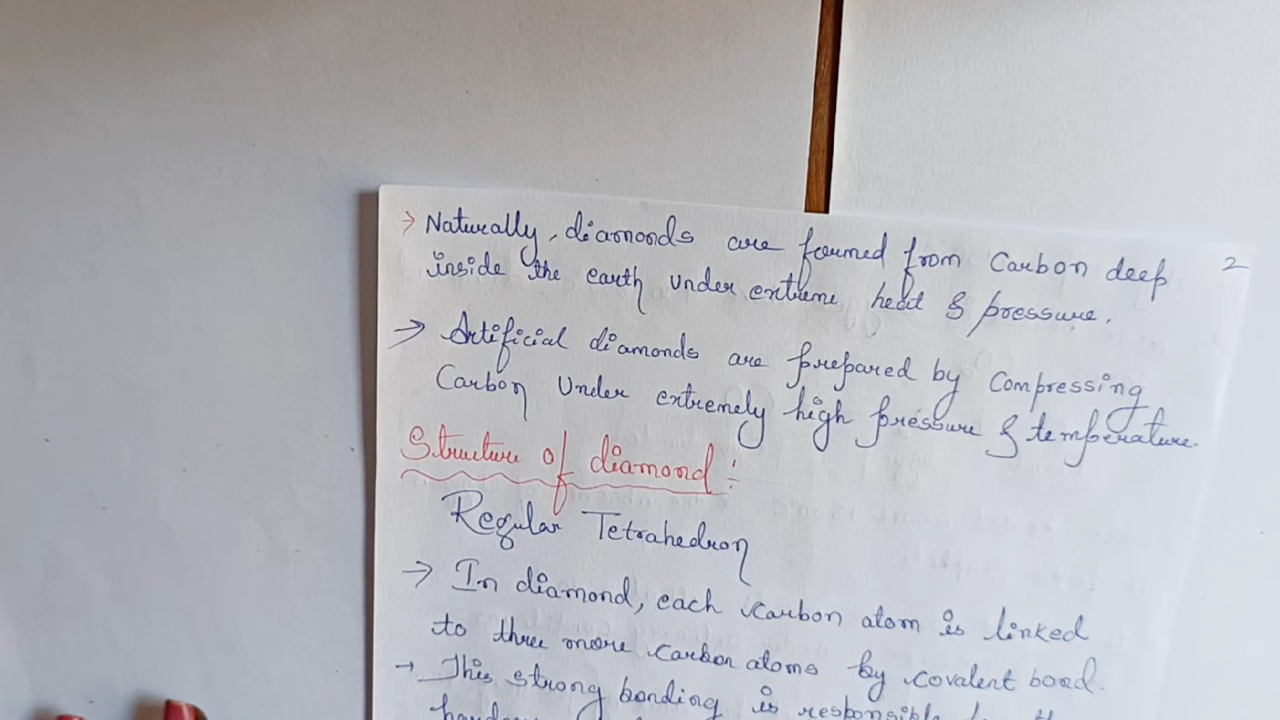 > Naturally, diamonds are formed from Carbon deep
2
inside the earth under extreme heat & pressure.
→ Artificial diamonds are prepared by Compressing
Carbon Under extremely high pressure & temperature.
Structure of diamond :-
Regular Tetrahedron
→ In diamond, each carbon atom is linked
to three more carbon atoms by covalent bond.
→ This strong bonding is responsible